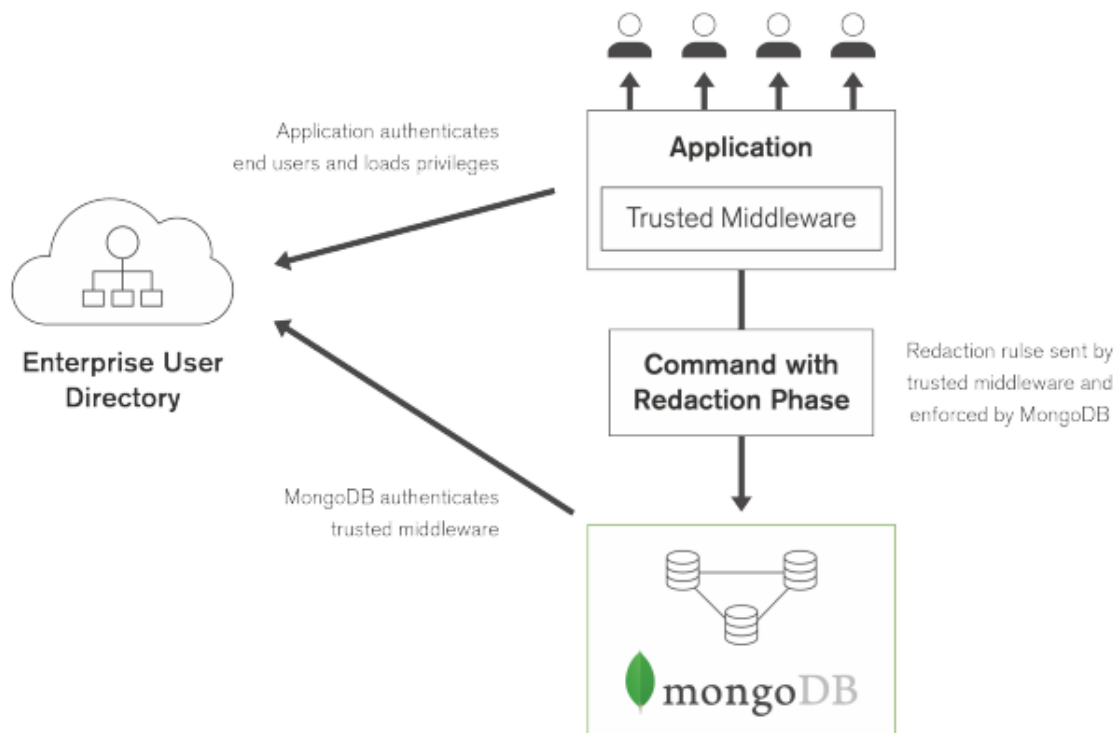 Application authenticates
end users and loads privileges
Application
Trusted Middleware
Enterprise User
Directory
Command with
Redaction Phase
Redaction rulse sent by
trusted middleware and
enforced by MongoDB
MongoDB authenticates
trusted middleware
mongoDB